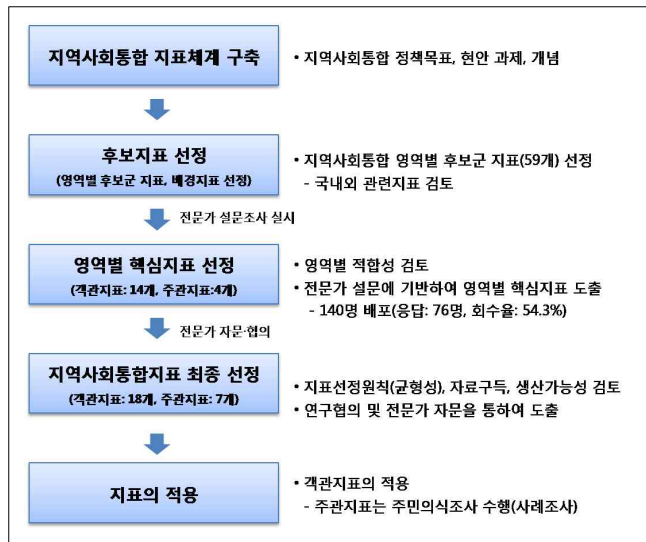 지역사회통합 지표체계 구축
• 지역사회통합 정책목표, 현안 과제, 개념
후보지표 선정
(영역별 후보군 지표, 배경지표 선정)
• 지역사회통합 영역별 후보군 지표(59개) 선정
- 국내외 관련지표 검토
전문가 설문조사 실시
영역별 핵심지표 선정
(객관지표: 14개, 주관지표:4개)
• 영역별 적합성 검토
• 전문가 설문에 기반하여 영역별 핵심지표 도출
- 140명 배포(응답: 76명, 회수율: 54.3%)
전문가 자문·협의
지역사회통합지표 최종 선정
(객관지표: 18개, 주관지표: 7개)
• 지표선정원칙(균형성), 자료구득, 생산가능성 검토
• 연구협의 및 전문가 자문을 통하여 도출
지표의 적용
• 객관지표의 적용
- 주관지표는 주민의식조사 수행(사례조사)